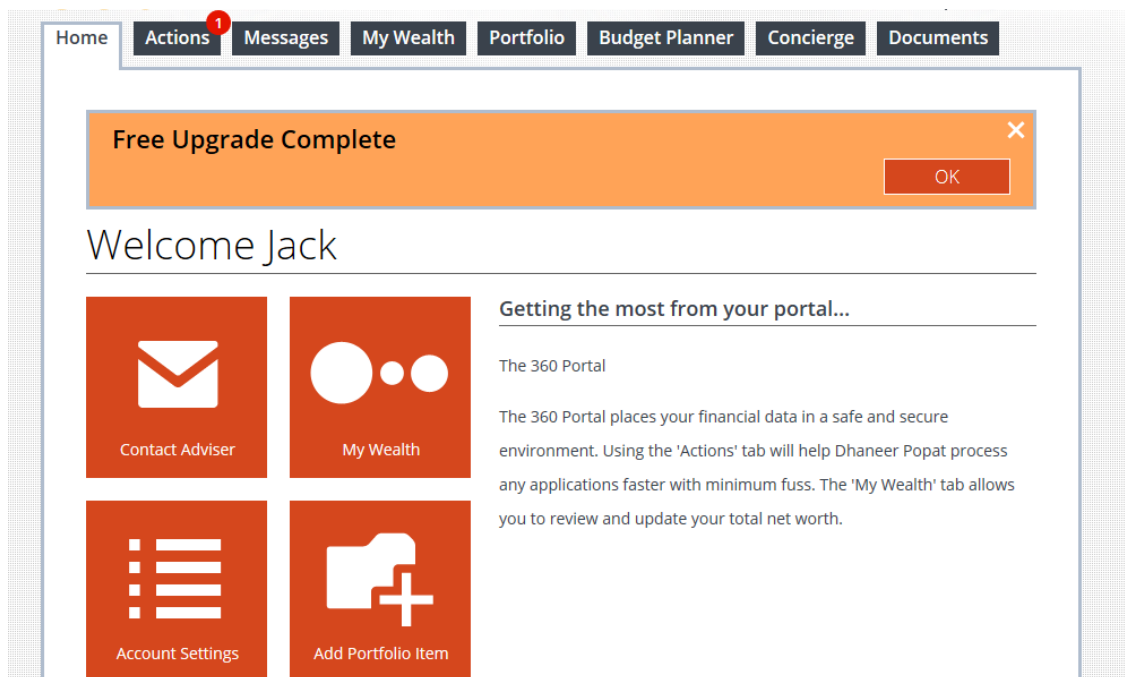 Home
Actions
1
Messages
My Wealth
Portfolio
Budget Planner
Concierge
Documents
Free Upgrade Complete
OK
Welcome Jack
Contact Adviser
My Wealth
Account Settings
Add Portfolio Item
Getting the most from your portal...
The 360 Portal
The 360 Portal places your financial data in a safe and secure
environment. Using the 'Actions' tab will help Dhaneer Popat process
any applications faster with minimum fuss. The 'My Wealth' tab allows
you to review and update your total net worth.